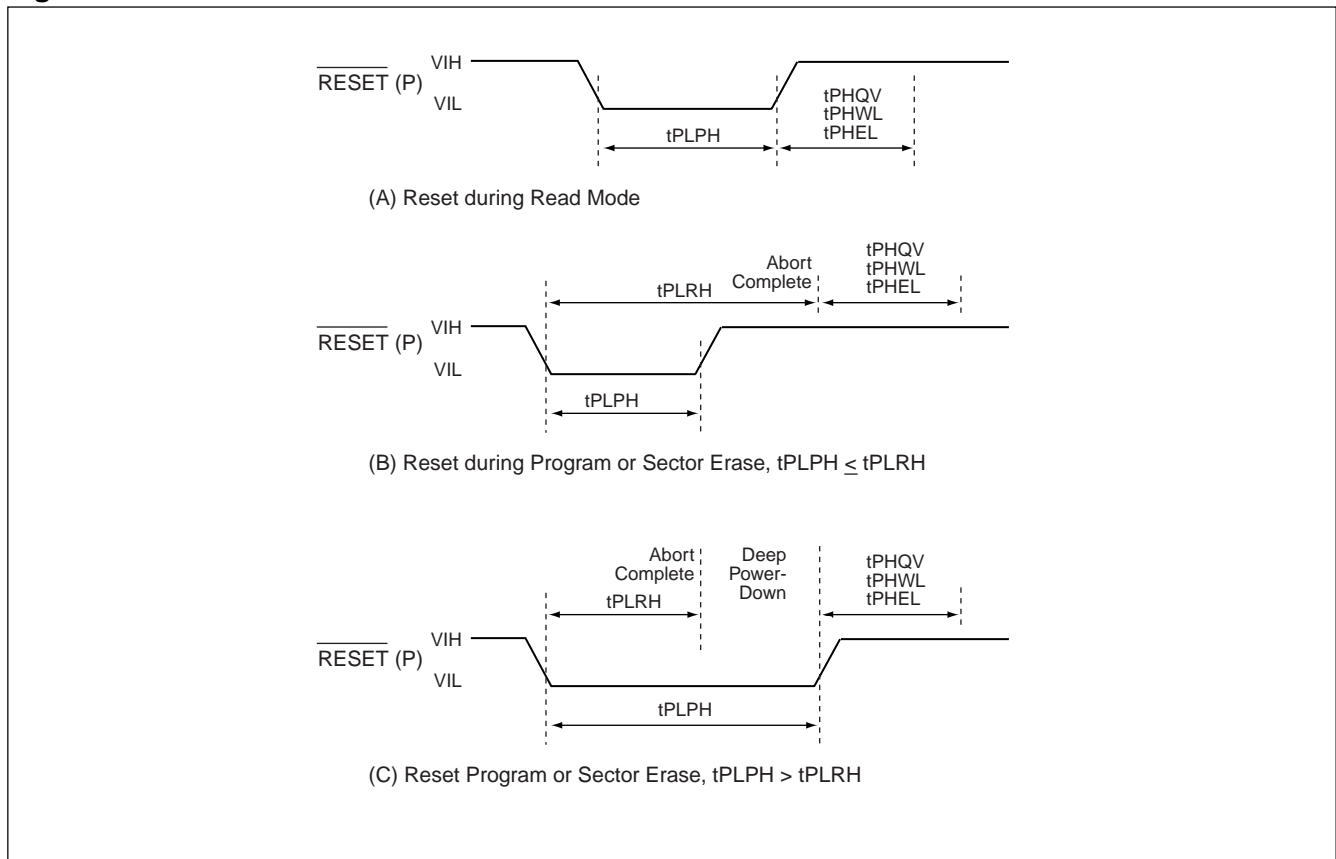 VIH
RESET (P)
VIL
tPLPH
tPHQV
tPHWL
tPHEL
(A) Reset during Read Mode
Abort
Complete
tPLRH
tPHQV
tPHWL
tPHEL
VIH
RESET (P)
VIL
tPLPH
(B) Reset during Program or Sector Erase, tPLPH ≤ tPLRH
Abort
Complete
tPLRH
Deep
Power-
Down
tPHQV
tPHWL
tPHEL
VIH
RESET (P)
VIL
tPLPH
(C) Reset Program or Sector Erase, tPLPH > tPLRH